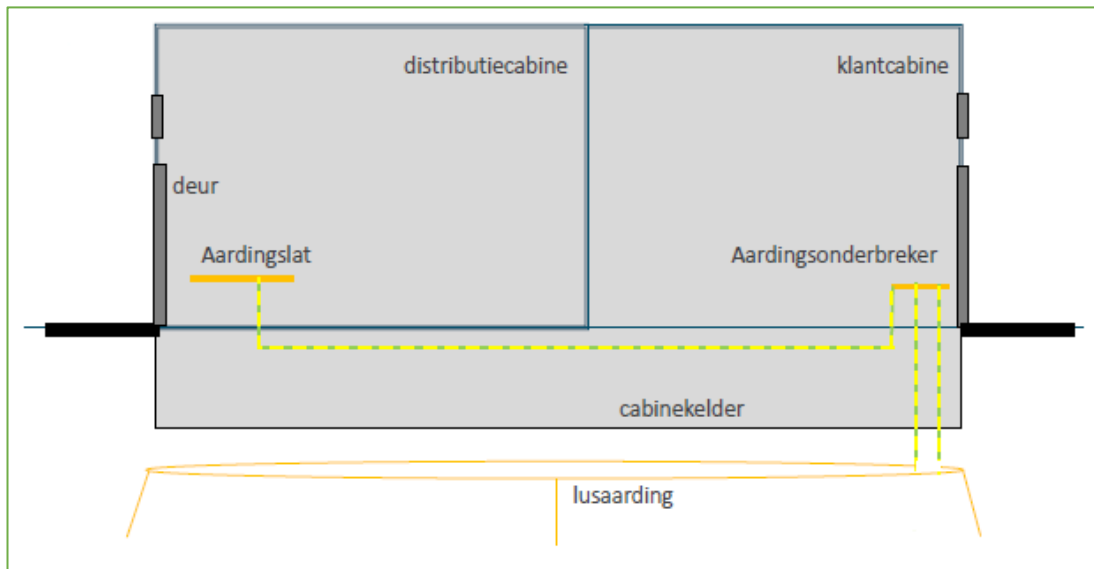 distributiecabine
klantcabine
deur
Aardingslat
Aardingsonderbreker
cabinekelder
lusaarding